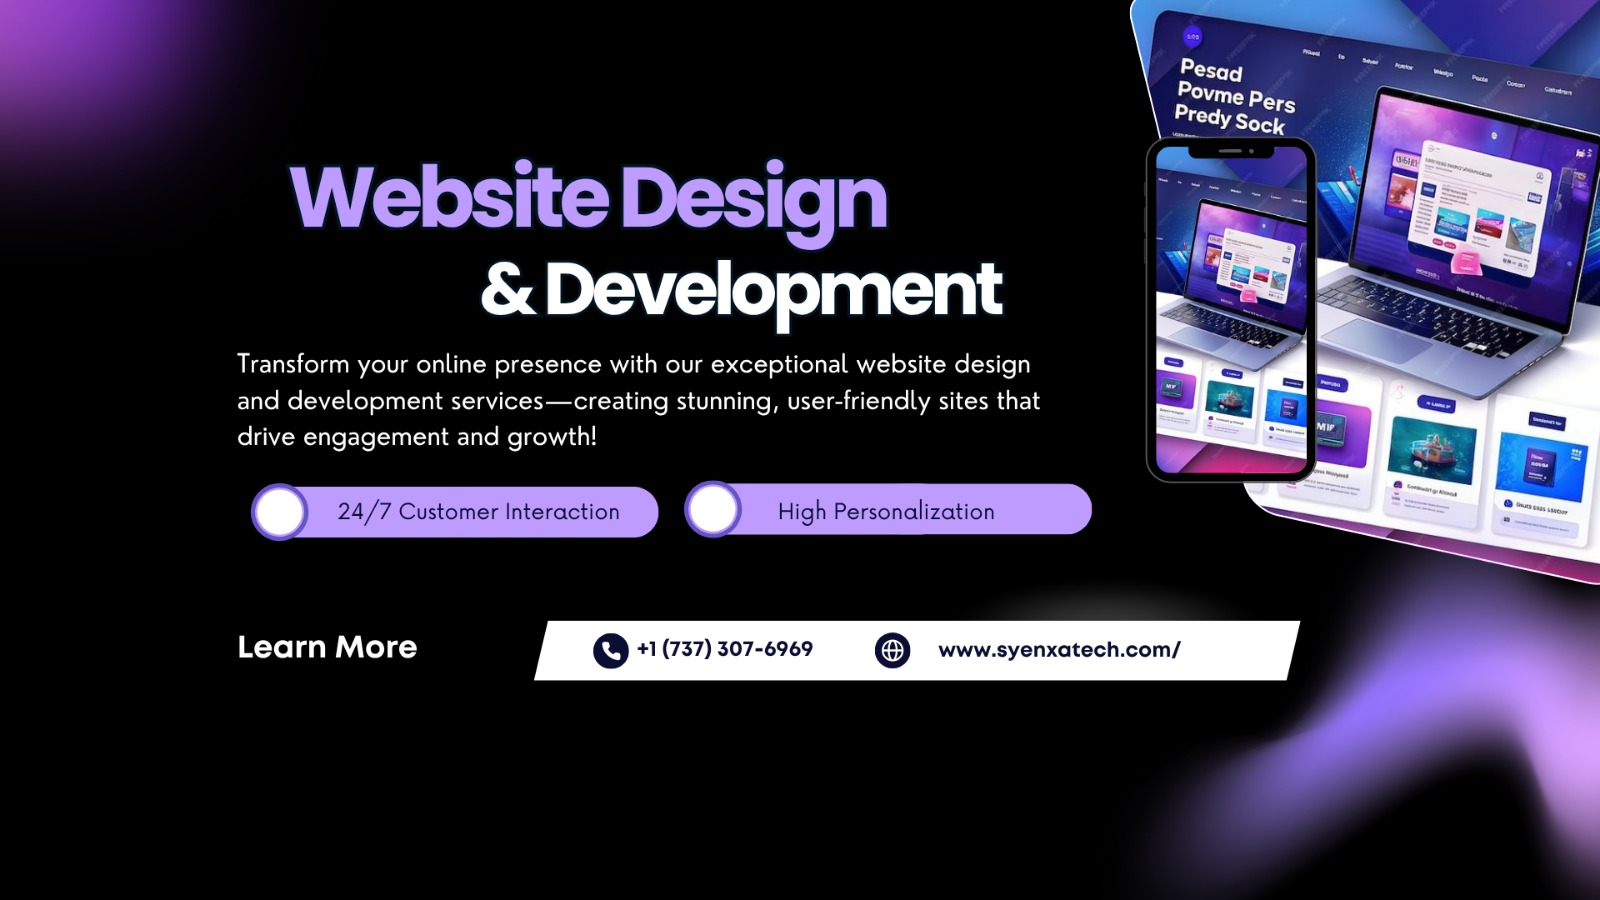 Website Design
& Development
Transform your online presence with our exceptional website design
and development services—creating stunning, user-friendly sites that
drive engagement and growth!
24/7 Customer Interaction
High Personalization
Learn More
+1 (737) 307-6969
www.syenxatech.com/
Pesad
Povme Pers
Predy Sock